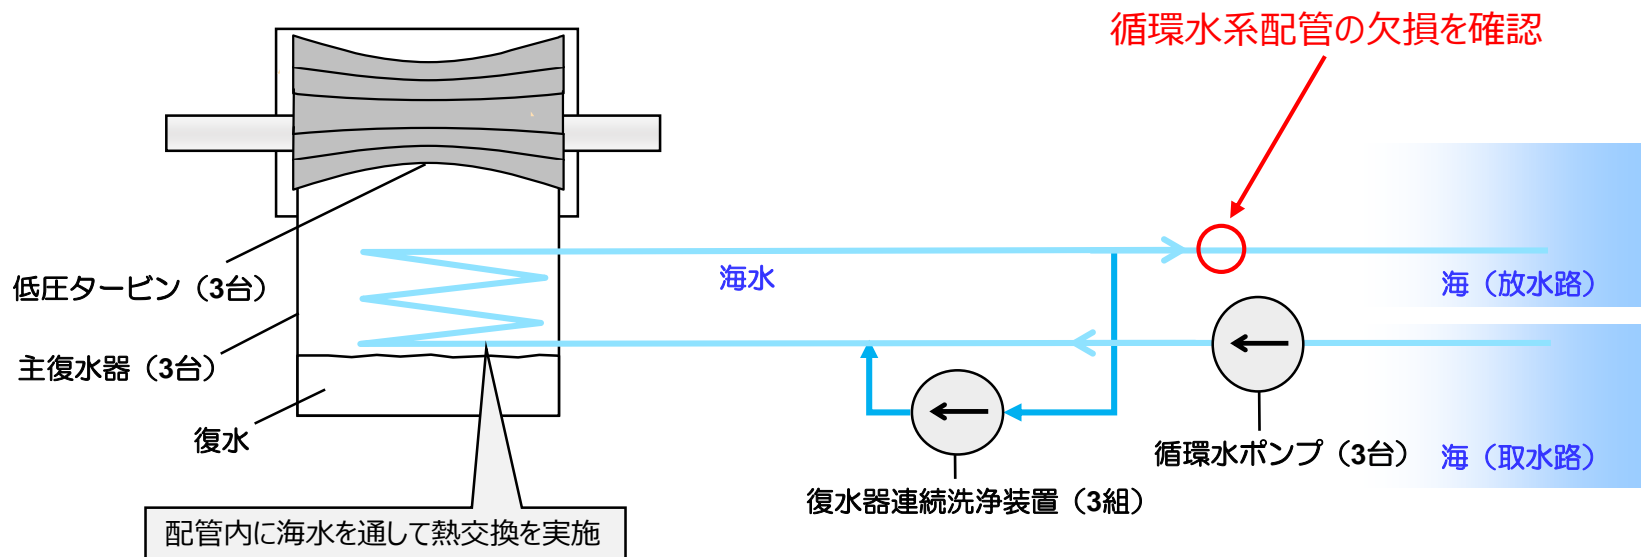 循環水系配管の欠損を確認
低圧タービン（3台）
海水
海（放水路）
主復水器（3台）
復水
循環水ポンプ（3台）
海（取水路）
復水器連続洗浄装置（3組）
配管内に海水を通して熱交換を実施